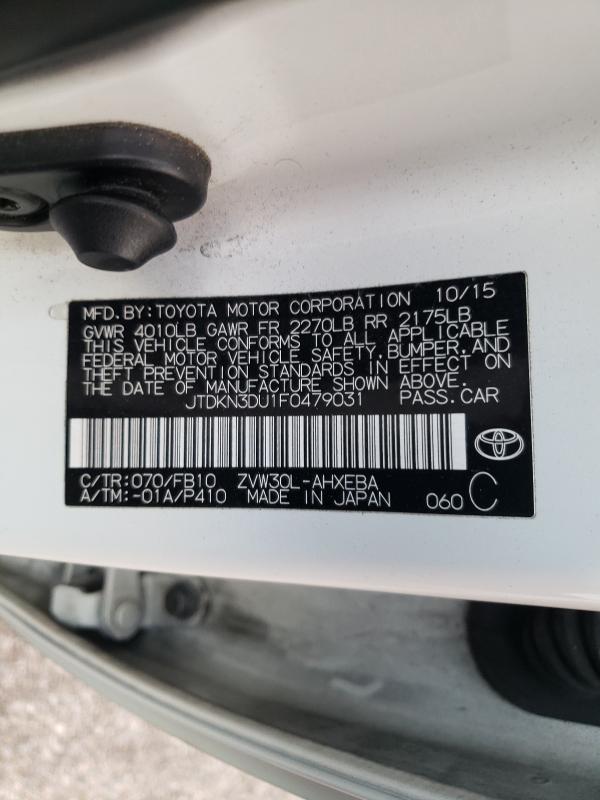 MFD.BY:TOYOTA MOTOR CORPORATION 10/15
GVWR 4010LB GAWR FR 2270LB RR 2175LB
THIS VEHICLE CONFORMS TO ALL APPLICABLE
FEDERAL MOTOR VEHICLE SAFETY,BUMPER,AND
THEFT PREVENTION STANDARDS IN EFFECT ON
THE DATE OF MANUFACTURE SHOWN ABOVE.
JTDKN3DU1F0479031 PASS.CAR
C/TR:070/FB10 ZVW30L-AHXEBA
A/TM:-01A/P410 MADE IN JAPAN 060 C